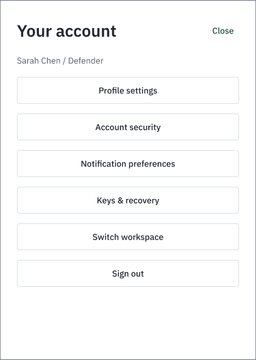 Your account
Close
Sarah Chen / Defender
Profile settings
Account security
Notification preferences
Keys & recovery
Switch workspace
Sign out